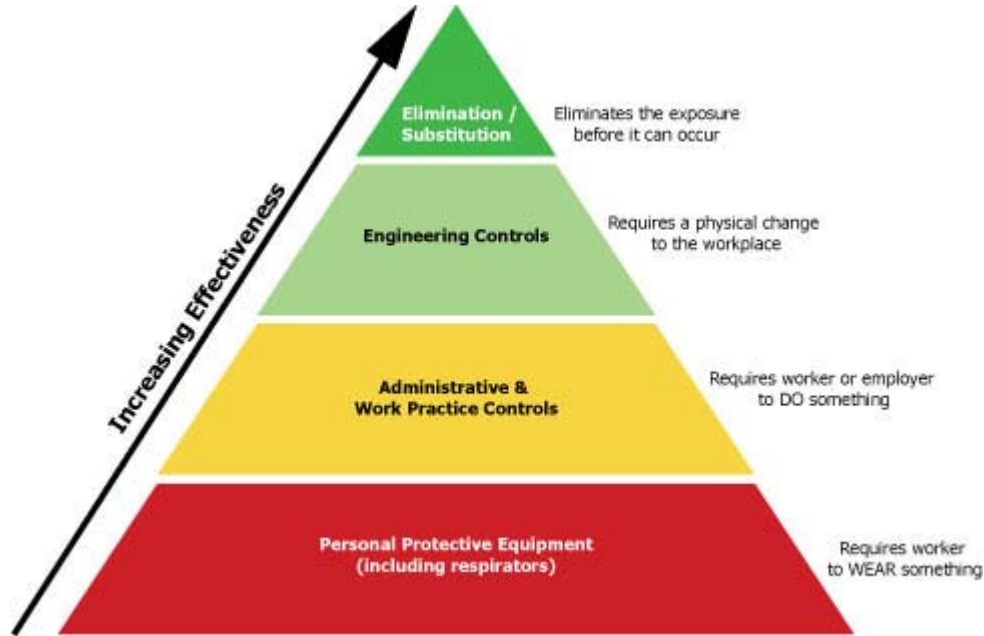 Increasing Effectiveness
Elimination /
Substitution
Eliminates the exposure
before it can occur
Engineering Controls
Requires a physical change
to the workplace
Administrative &
Work Practice Controls
Requires worker or employer
to DO something
Personal Protective Equipment
(including respirators)
Requires worker
to WEAR something